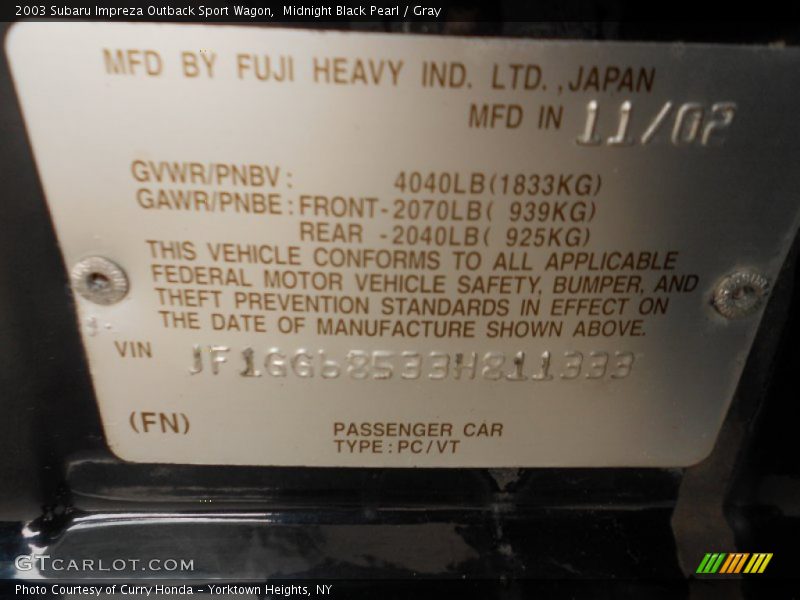 2003 Subaru Impreza Outback Sport Wagon,  Midnight Black Pearl / Gray
MFD BY FUJI HEAVY IND. LTD.,JAPAN
MFD IN 11/02
GVWR/PNBV: 4040LB(1833KG)
GAWR/PNBE:FRONT-2070LB( 939KG)
REAR -2040LB( 925KG)
THIS VEHICLE CONFORMS TO ALL APPLICABLE
FEDERAL MOTOR VEHICLE SAFETY, BUMPER, AND
THEFT PREVENTION STANDARDS IN EFFECT ON
THE DATE OF MANUFACTURE SHOWN ABOVE.
VIN JF1GG68533H811333
(FN)
PASSENGER CAR
TYPE:PC/VT
GTCARLOT.COM
Photo Courtesy of Curry Honda - Yorktown Heights, NY